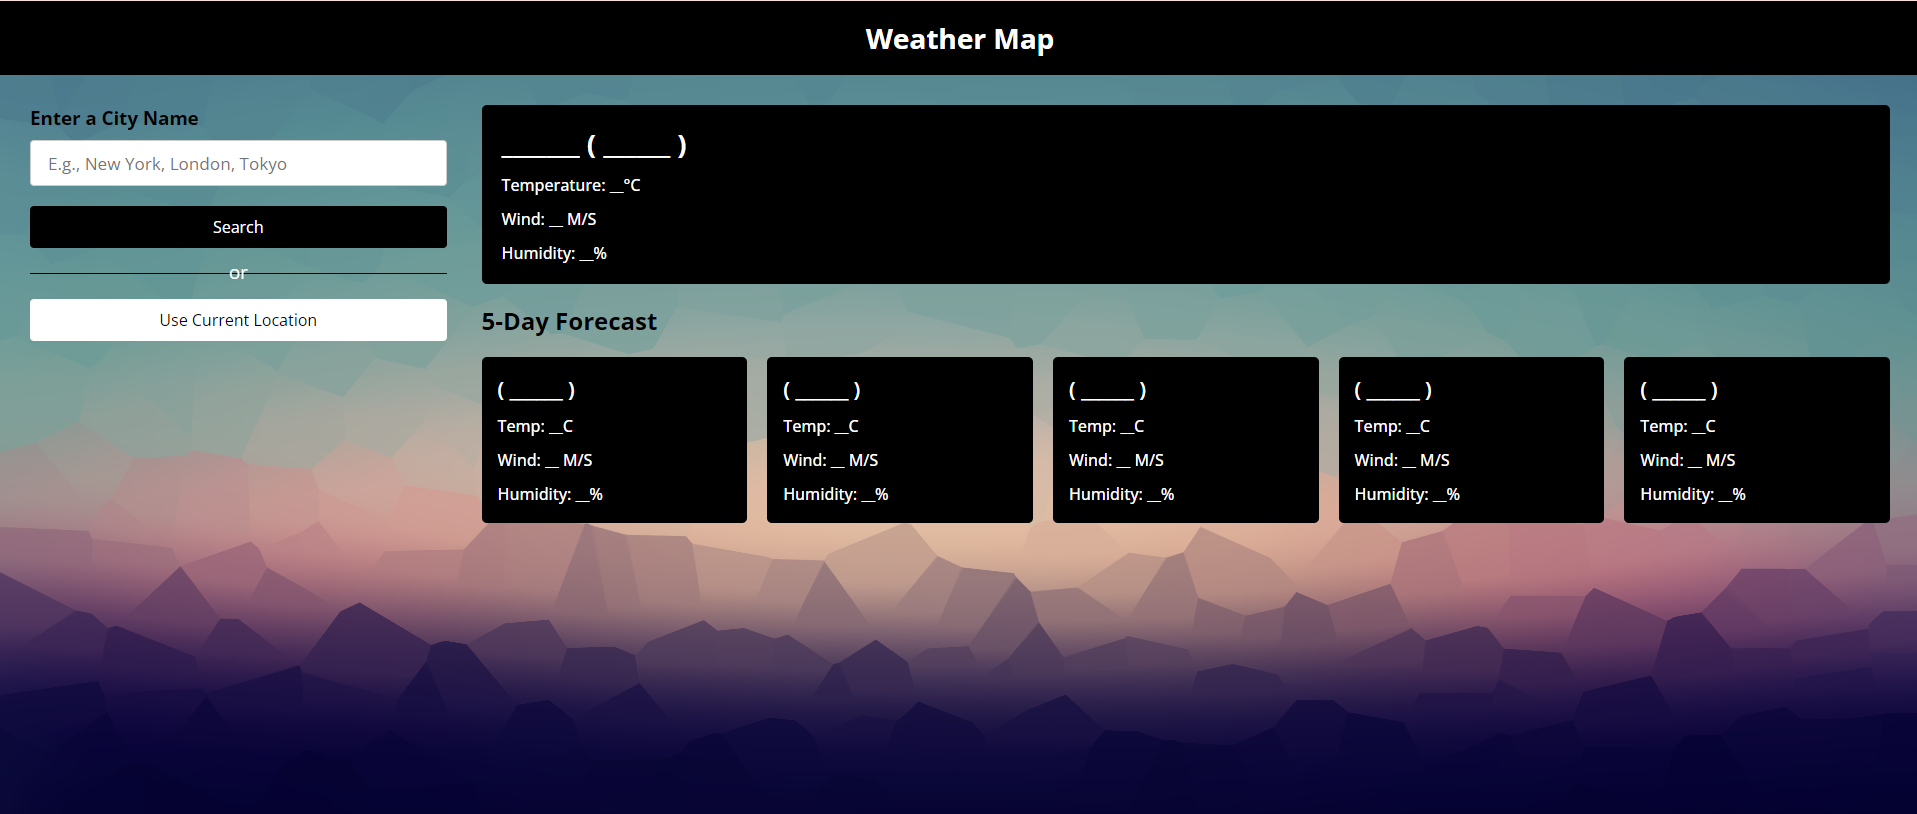 Weather Map
Enter a City Name
E.g., New York, London, Tokyo
Search
or
Use Current Location
______ ( ______ )
Temperature: __°C
Wind: __ M/S
Humidity: __%
5-Day Forecast
( ______ )
Temp: __C
Wind: __ M/S
Humidity: __%
( ______ )
Temp: __C
Wind: __ M/S
Humidity: __%
( ______ )
Temp: __C
Wind: __ M/S
Humidity: __%
( ______ )
Temp: __C
Wind: __ M/S
Humidity: __%
( ______ )
Temp: __C
Wind: __ M/S
Humidity: __%